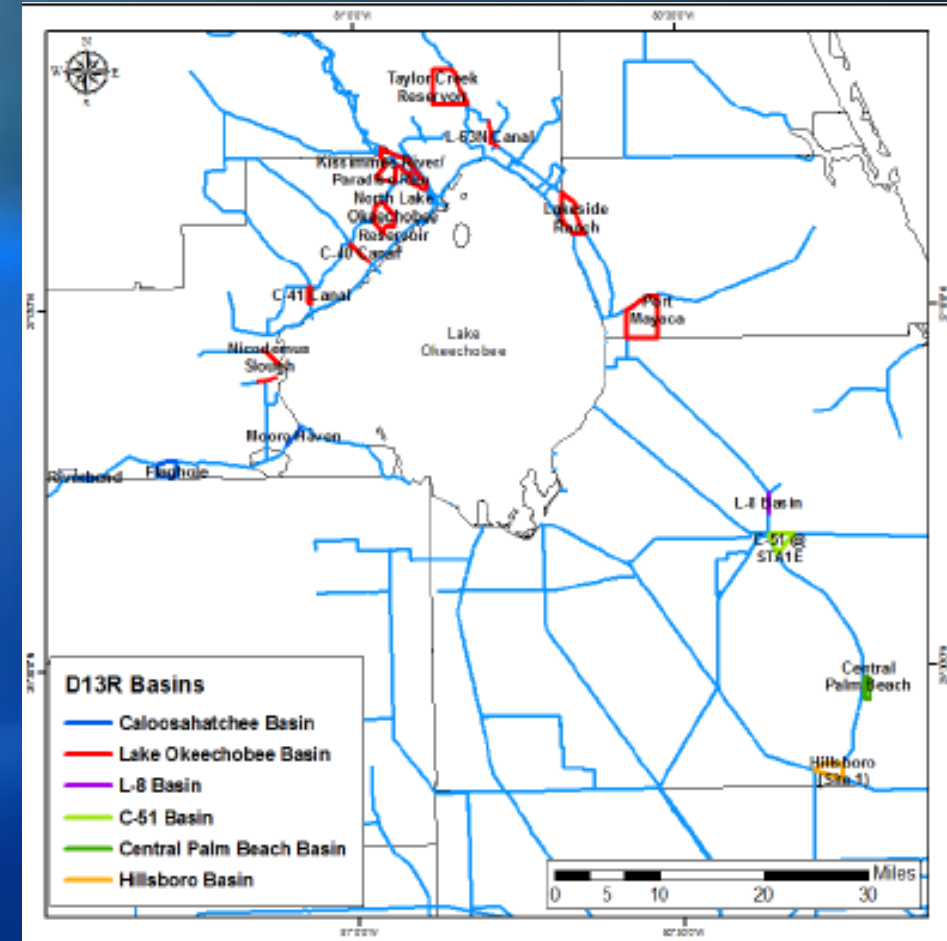 N
W
E
s
Taylor Creek
Reservoir
L-63N Canal
Kissimmee River/
North Lake
Okeechobee
Reservoir
Lakeside
Ranch
C-40 Canal
C-41 Canal
Port
Mayaca
Lake
Okeechobee
Nicodemus
Slough
Moore Haven
Flaghole
Riverbend
L-8 Basin
C-51 @
STA1E
Central
Palm Beach
Hillsboro
(Site 1)
D13R Basins
Caloosahatchee Basin
Lake Okeechobee Basin
L-8 Basin
C-51 Basin
Central Palm Beach Basin
Hillsboro Basin
Miles
0 5 10 20 30